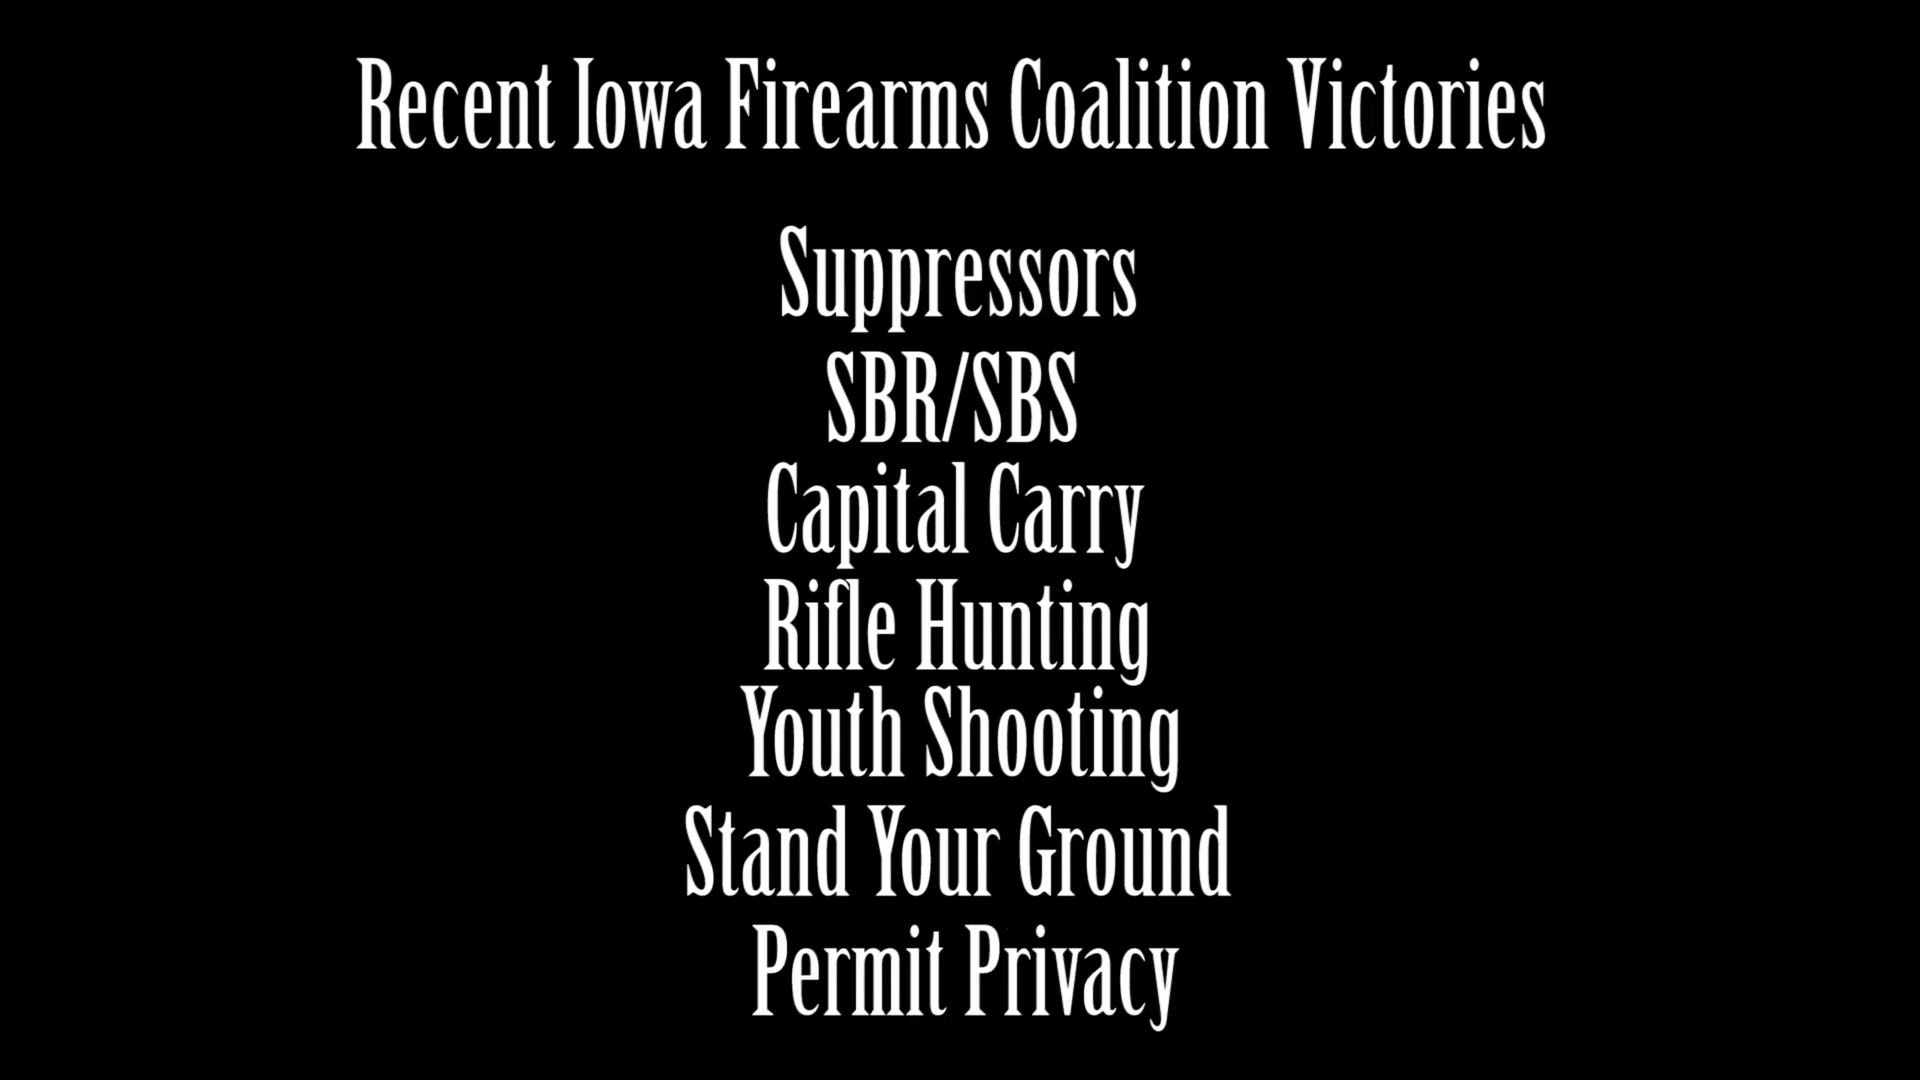 Recent Iowa Firearms Coalition Victories
Suppressors
SBR/SBS
Capital Carry
Rifle Hunting
Youth Shooting
Stand Your Ground
Permit Privacy